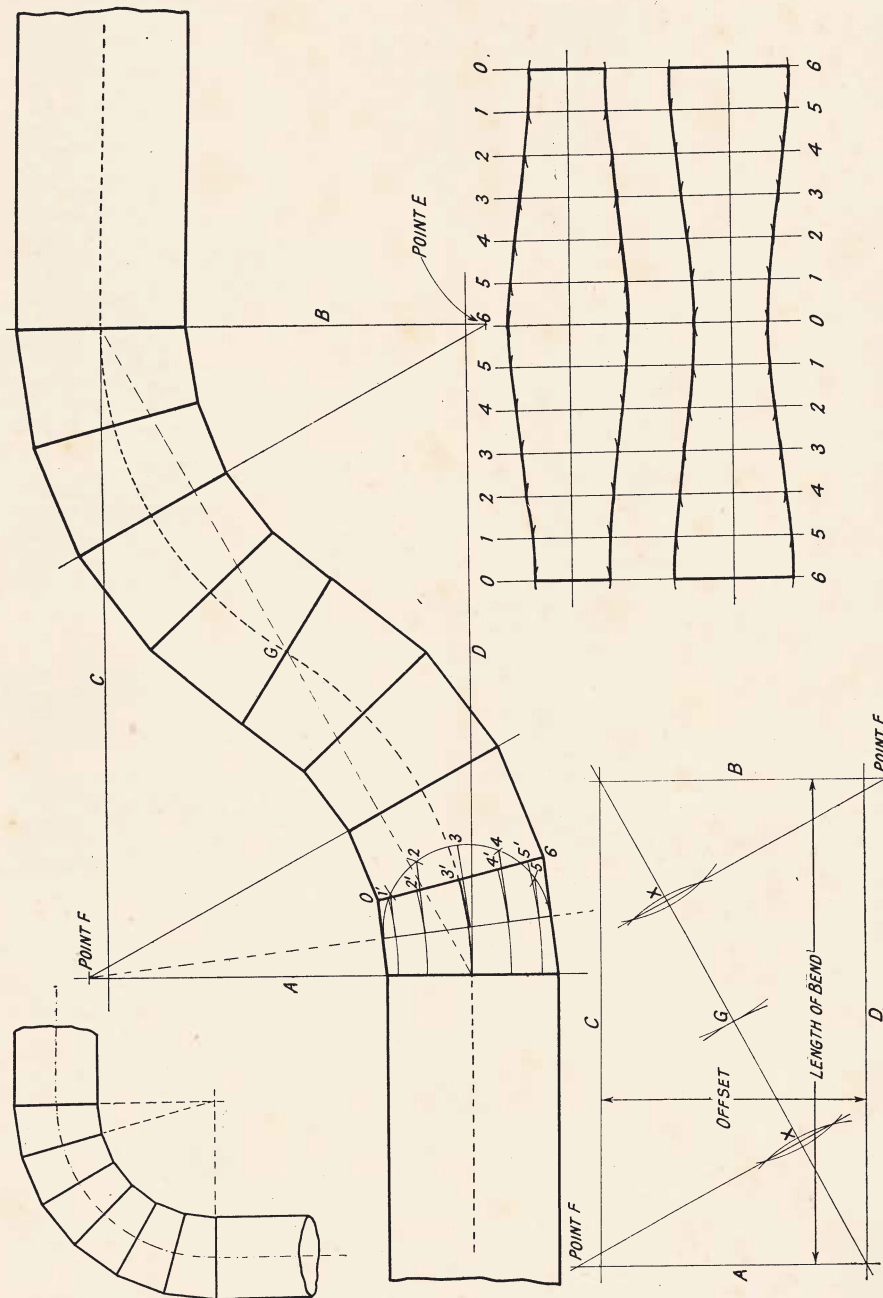 POINT F
A
C
G
B
POINT E
D
0
1'
2'
2
3'
3
4'
4
5'
5
6
0 1 2 3 4 5 6 5 4 3 2 1 0
6 5 4 3 2 1 0 1 2 3 4 5 6
POINT F
A
C
X
G
X
B
OFFSET
LENGTH OF BEND
D
POINT E